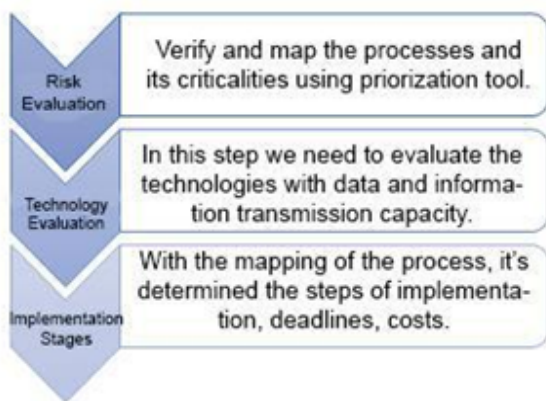 Risk
Evaluation
Verify and map the processes and
its criticalities using priorization tool.
Technology
Evaluation
In this step we need to evaluate the
technologies with data and informa-
tion transmission capacity.
Implementation
Stages
With the mapping of the process, it's
determined the steps of implementa-
tion, deadlines, costs.